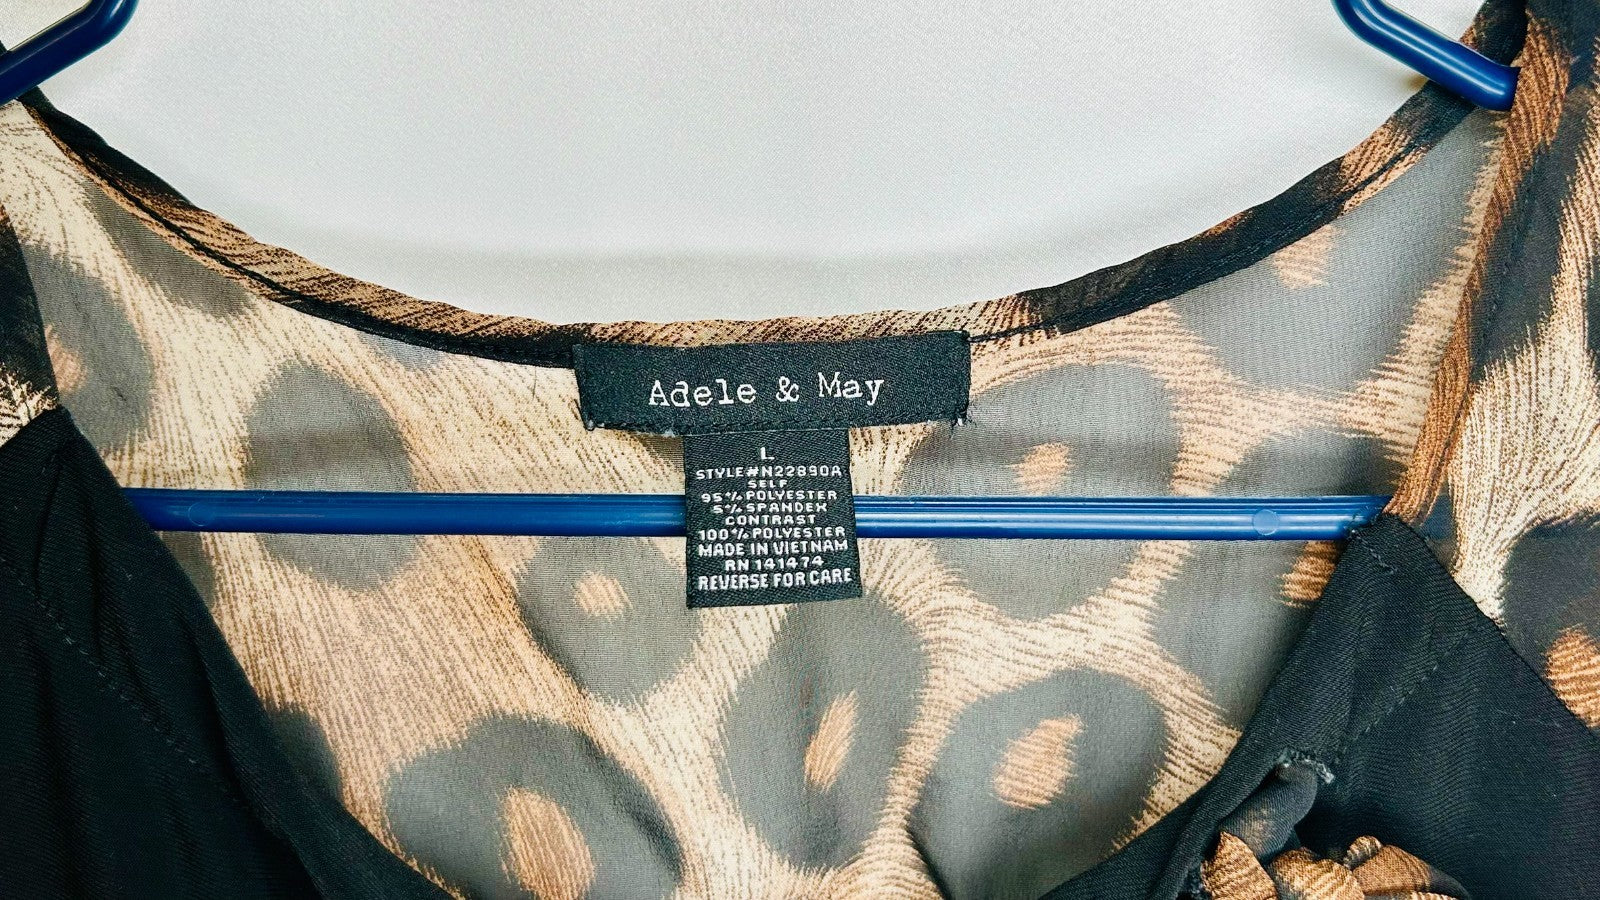 Adele & May
L
STYLE#N22890A
SELF
95% POLYESTER
5% SPANDEX
CONTRAST
100% POLYESTER
MADE IN VIETNAM
RN 141474
REVERSE FOR CARE